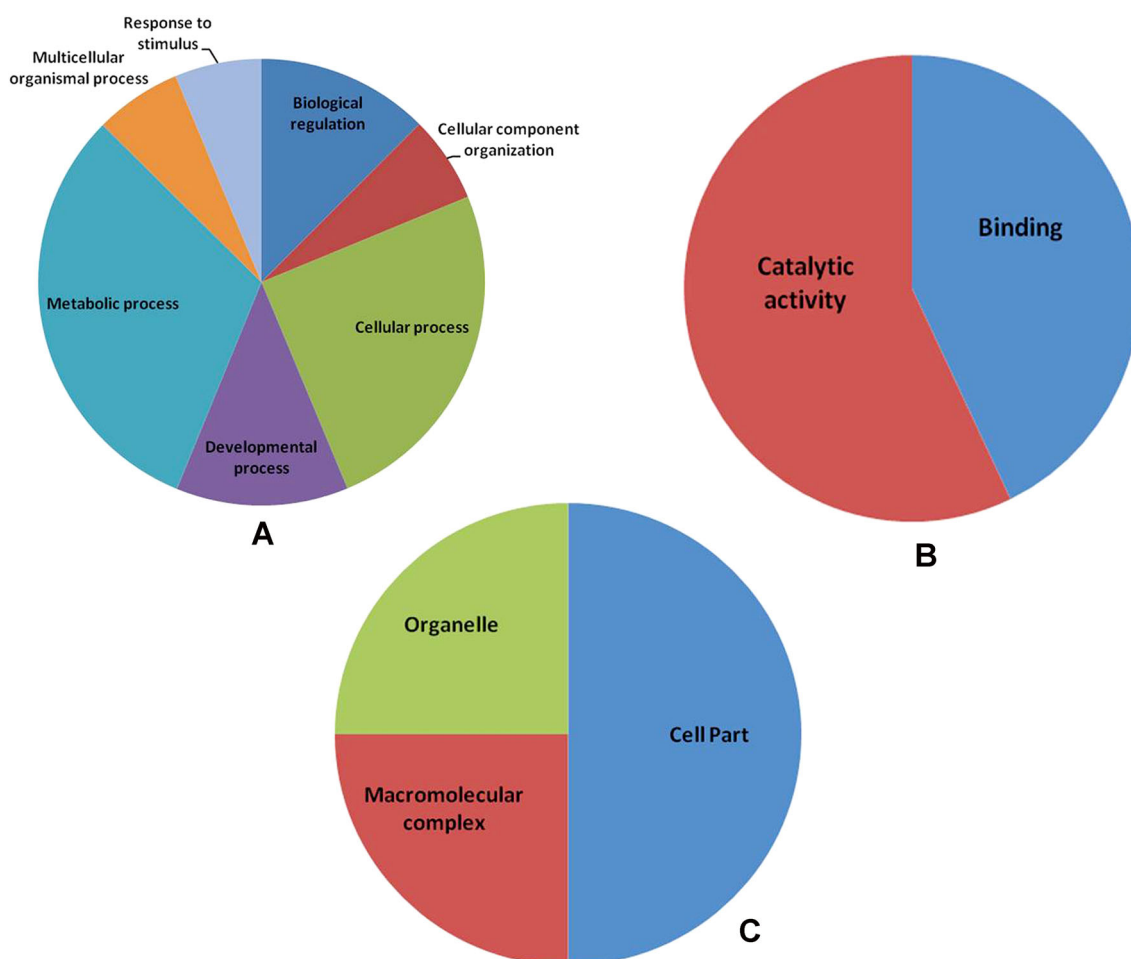 Response to
stimulus
Multicellular
organismal process
Biological
regulation
Cellular component
organization
Metabolic process
Cellular process
Developmental
process
A
Catalytic
activity
Binding
B
Organelle
Cell Part
Macromolecular
complex
C